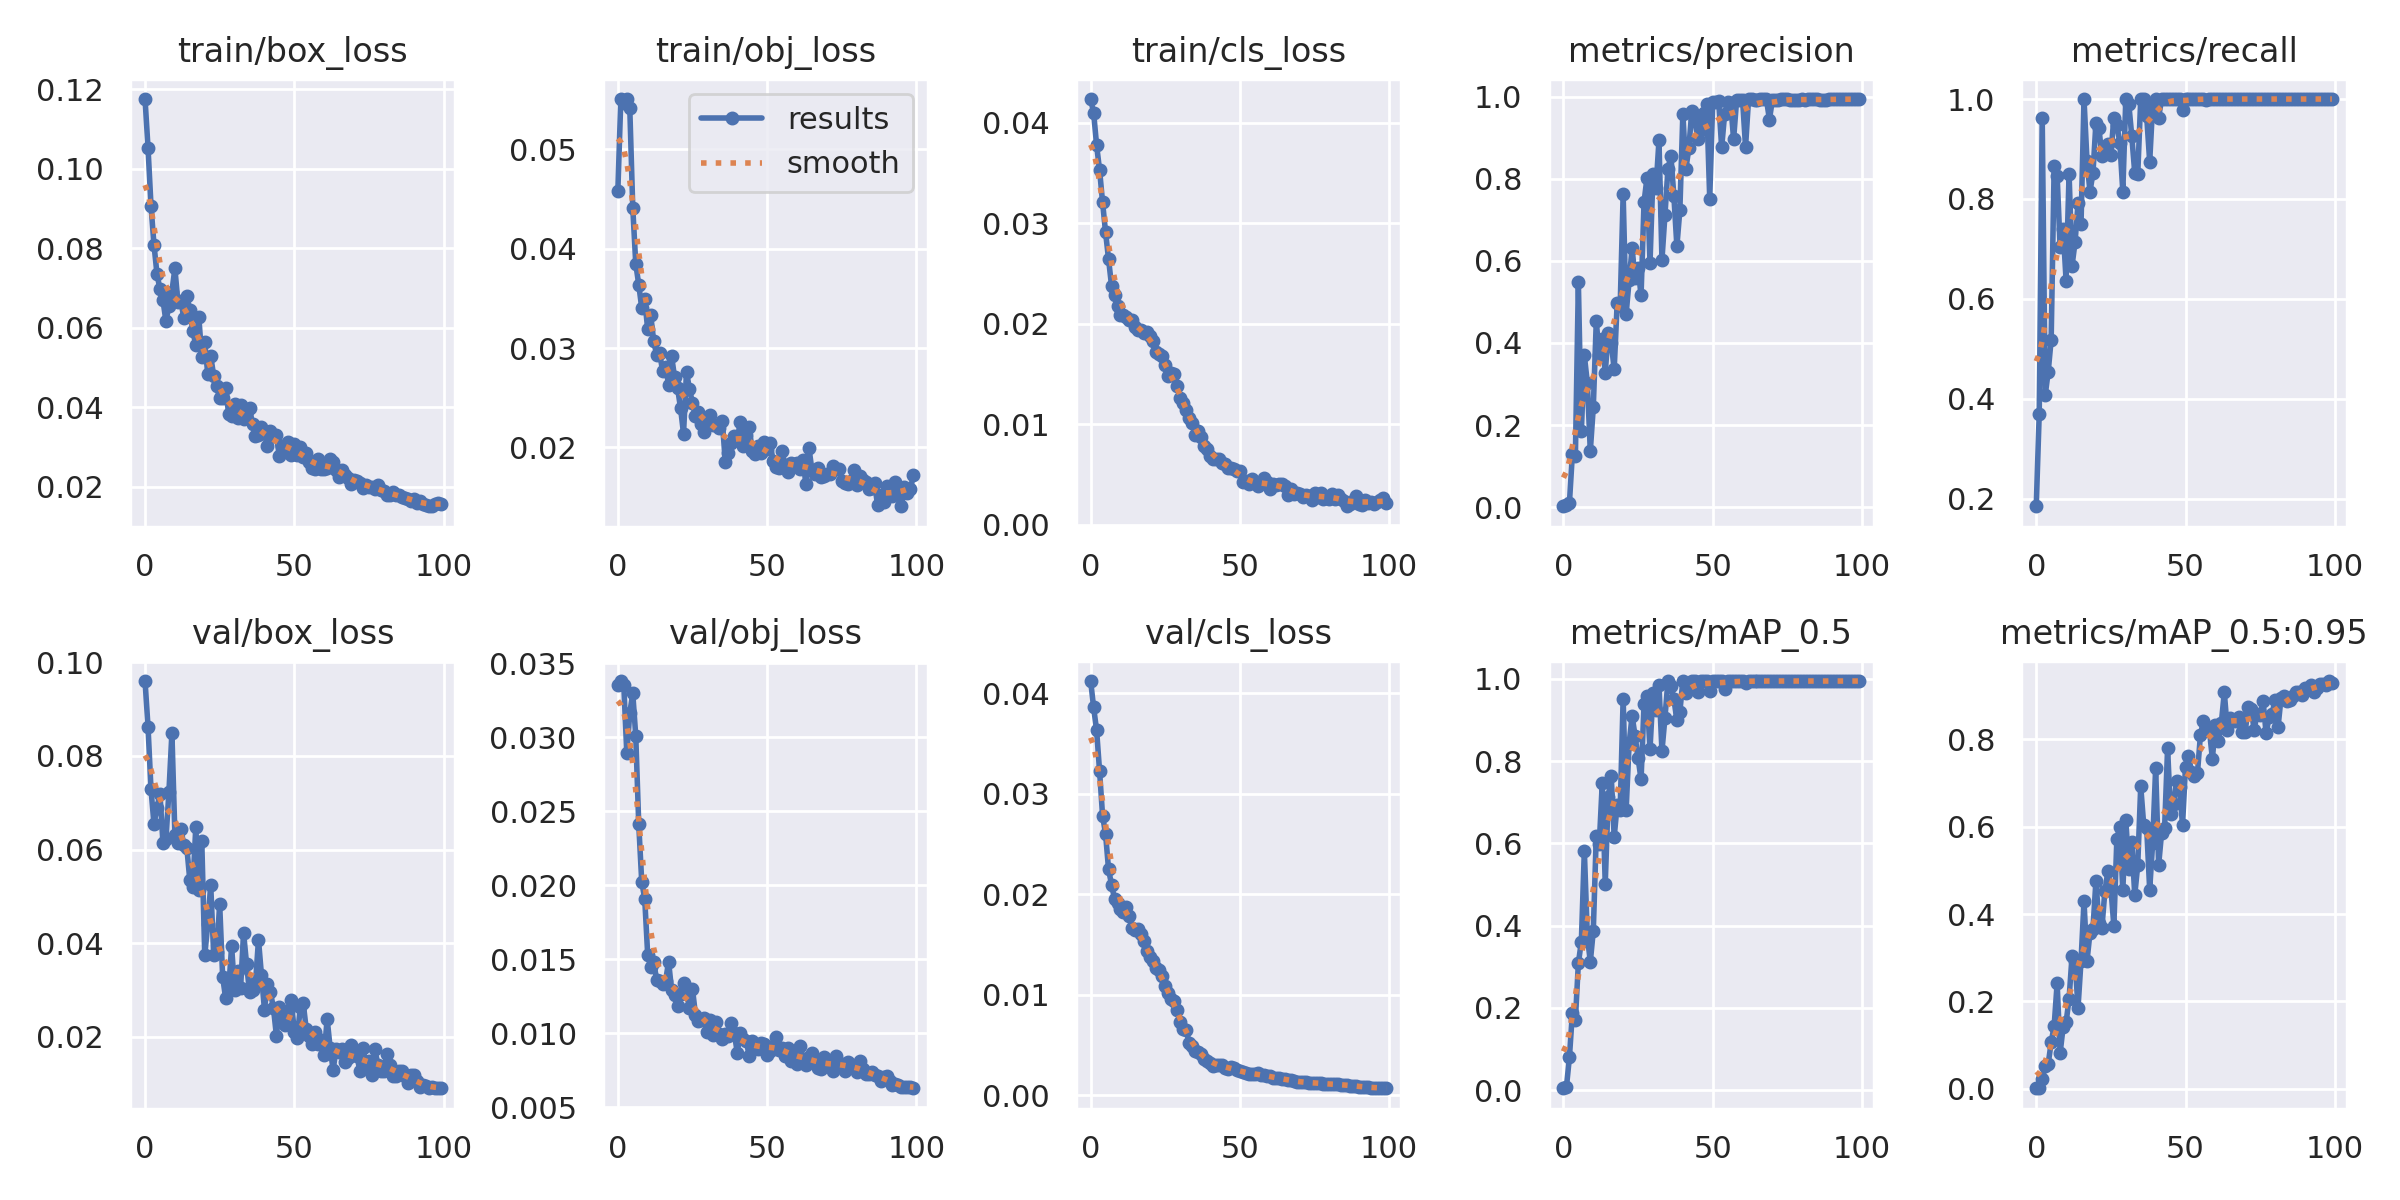 train/box_loss
0.12
0.10
0.08
0.06
0.04
0.02
0 50 100
train/obj_loss
results
smooth
0.05
0.04
0.03
0.02
0 50 100
train/cls_loss
0.04
0.03
0.02
0.01
0.00
0 50 100
metrics/precision
1.0
0.8
0.6
0.4
0.2
0.0
0 50 100
metrics/recall
1.0
0.8
0.6
0.4
0.2
0 50 100
val/box_loss
0.10
0.08
0.06
0.04
0.02
0 50 100
val/obj_loss
0.035
0.030
0.025
0.020
0.015
0.010
0.005
0 50 100
val/cls_loss
0.04
0.03
0.02
0.01
0.00
0 50 100
metrics/mAP_0.5
1.0
0.8
0.6
0.4
0.2
0.0
0 50 100
metrics/mAP_0.5:0.95
0.8
0.6
0.4
0.2
0.0
0 50 100